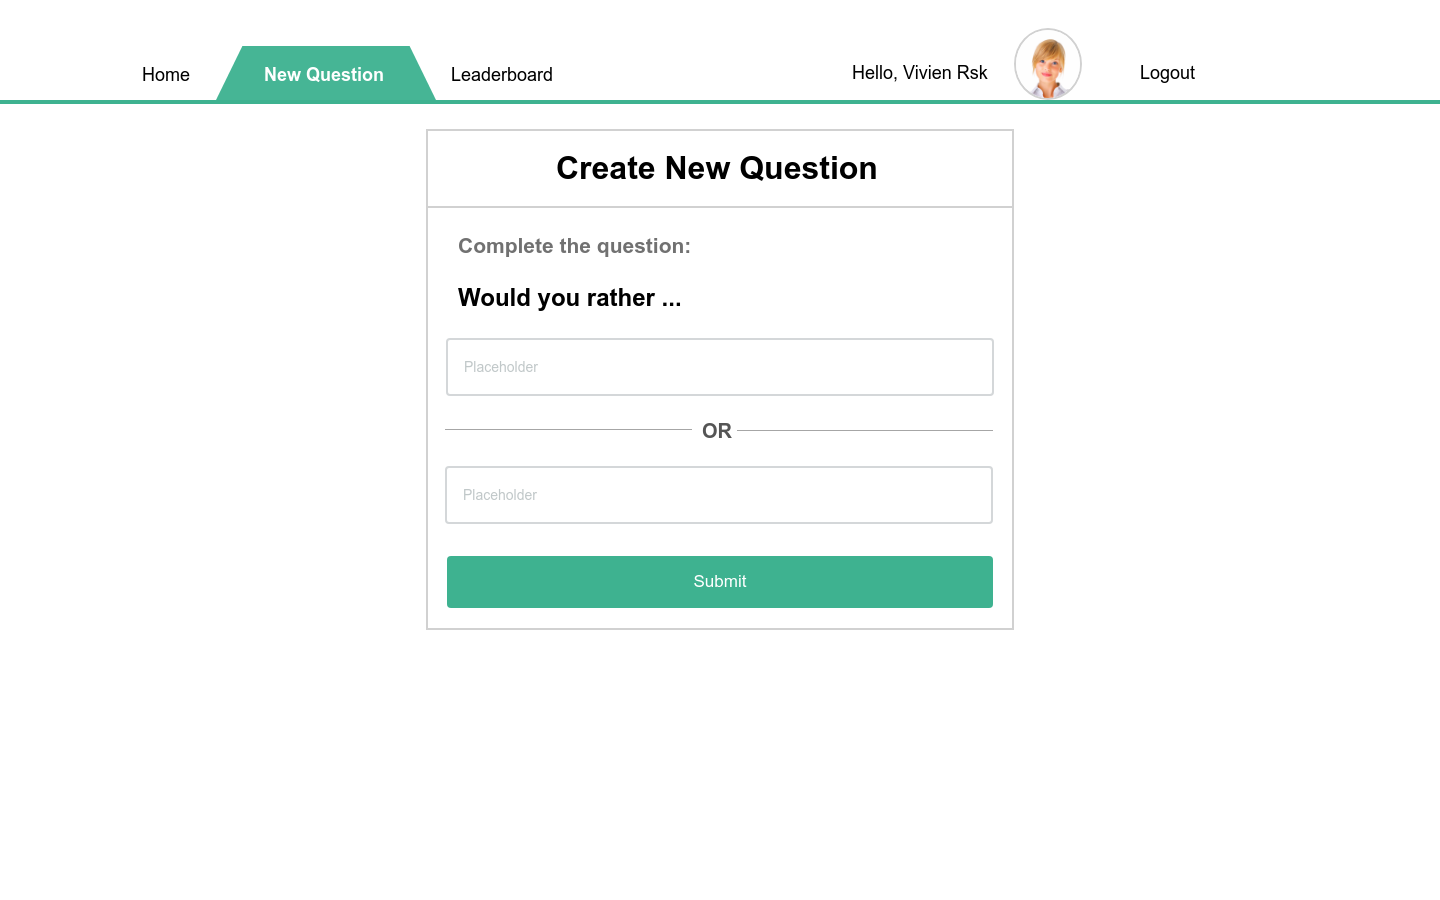 Home
New Question
Leaderboard
Hello, Vivien Rsk
Logout
Create New Question
Complete the question:
Would you rather ...
Placeholder
OR
Placeholder
Submit